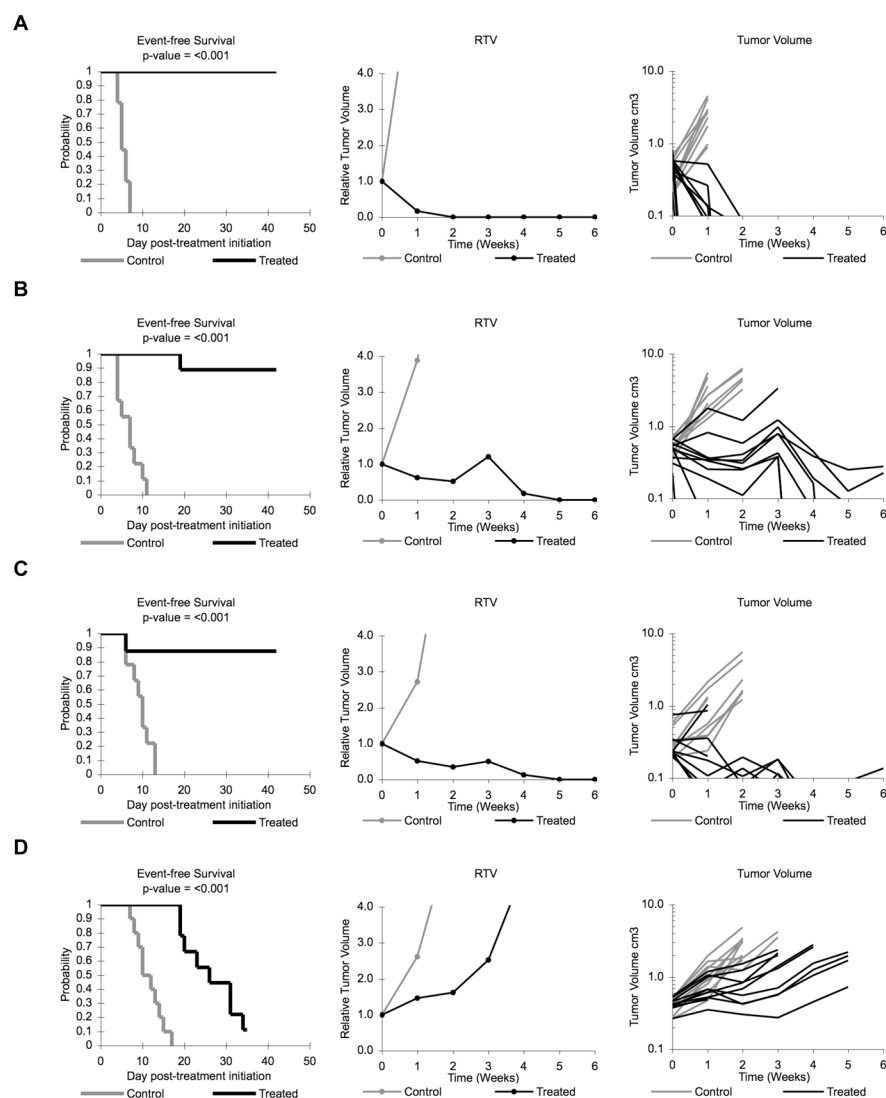 A
Event-free Survival
p-value = <0.001
1
0.9
0.8
0.7
0.6
0.5
0.4
0.3
0.2
0.1
0
Probability
0 10 20 30 40 50
Day post-treatment initiation
Control Treated
RTV
4.0
3.0
2.0
1.0
0.0
Relative Tumor Volume
0 1 2 3 4 5 6
Time (Weeks)
Control Treated
Tumor Volume
10.0
1.0
0.1
Tumor Volume cm3
0 1 2 3 4 5 6
Time (Weeks)
Control Treated
B
Event-free Survival
p-value = <0.001
1
0.9
0.8
0.7
0.6
0.5
0.4
0.3
0.2
0.1
0
Probability
0 10 20 30 40 50
Day post-treatment initiation
Control Treated
RTV
4.0
3.0
2.0
1.0
0.0
Relative Tumor Volume
0 1 2 3 4 5 6
Time (Weeks)
Control Treated
Tumor Volume
10.0
1.0
0.1
Tumor Volume cm3
0 1 2 3 4 5 6
Time (Weeks)
Control Treated
C
Event-free Survival
p-value = <0.001
1
0.9
0.8
0.7
0.6
0.5
0.4
0.3
0.2
0.1
0
Probability
0 10 20 30 40 50
Day post-treatment initiation
Control Treated
RTV
4.0
3.0
2.0
1.0
0.0
Relative Tumor Volume
0 1 2 3 4 5 6
Time (Weeks)
Control Treated
Tumor Volume
10.0
1.0
0.1
Tumor Volume cm3
0 1 2 3 4 5 6
Time (Weeks)
Control Treated
D
Event-free Survival
p-value = <0.001
1
0.9
0.8
0.7
0.6
0.5
0.4
0.3
0.2
0.1
0
Probability
0 10 20 30 40 50
Day post-treatment initiation
Control Treated
RTV
4.0
3.0
2.0
1.0
0.0
Relative Tumor Volume
0 1 2 3 4 5 6
Time (Weeks)
Control Treated
Tumor Volume
10.0
1.0
0.1
Tumor Volume cm3
0 1 2 3 4 5 6
Time (Weeks)
Control Treated